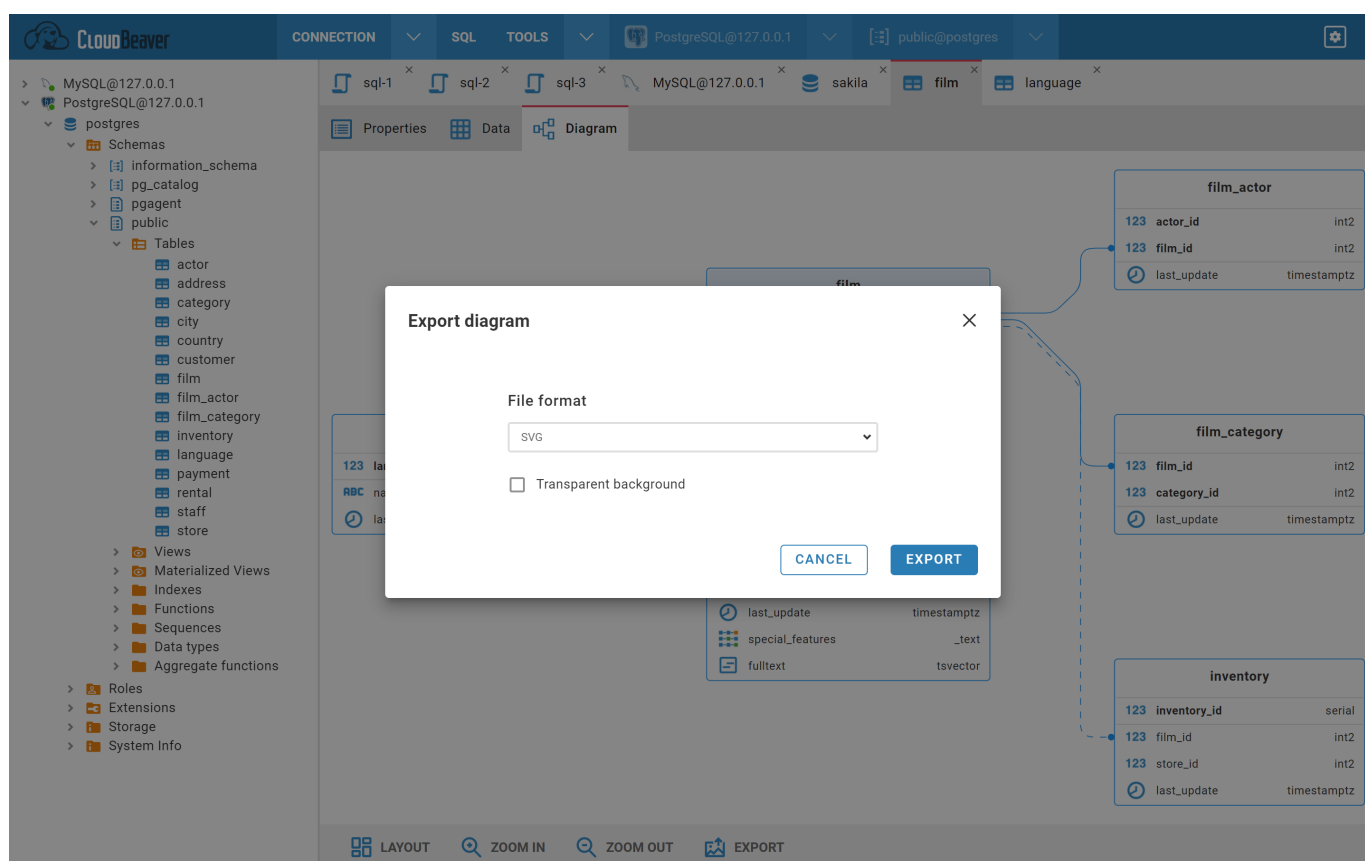 CloudBeaver
CONNECTION SQL TOOLS PostgreSQL@127.0.0.1 public@postgres
MySQL@127.0.0.1
PostgreSQL@127.0.0.1
postgres
Schemas
information_schema
pg_catalog
pgagent
public
Tables
actor
address
category
city
country
customer
film
film_actor
film_category
inventory
language
payment
rental
staff
store
Views
Materialized Views
Indexes
Functions
Sequences
Data types
Aggregate functions
Roles
Extensions
Storage
System Info
sql-1 sql-2 sql-3 MySQL@127.0.0.1 sakila film language
Properties Data Diagram
film_actor
123 actor_id int2
123 film_id int2
last_update timestamptz
film
Export diagram
File format
SVG
Transparent background
CANCEL EXPORT
123 lan
ABC na
las
film_category
123 film_id int2
123 category_id int2
last_update timestamptz
last_update timestamptz
special_features _text
fulltext tsvector
inventory
123 inventory_id serial
123 film_id int2
123 store_id int2
last_update timestamptz
LAYOUT ZOOM IN ZOOM OUT EXPORT